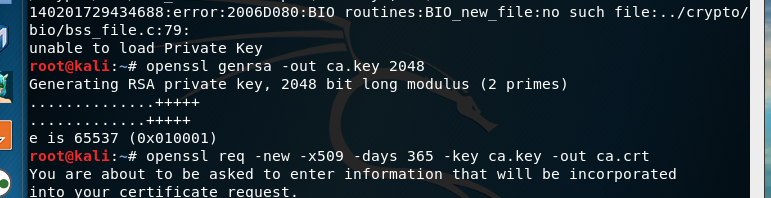 140201729434688:error:2006D080:BIO routines:BIO_new_file:no such file:../crypto/
bio/bss_file.c:79:
unable to load Private Key
root@kali:~# openssl genrsa -out ca.key 2048
Generating RSA private key, 2048 bit long modulus (2 primes)
..............+++++
.............+++++
e is 65537 (0x010001)
root@kali:~# openssl req -new -x509 -days 365 -key ca.key -out ca.crt
You are about to be asked to enter information that will be incorporated
into your certificate request.